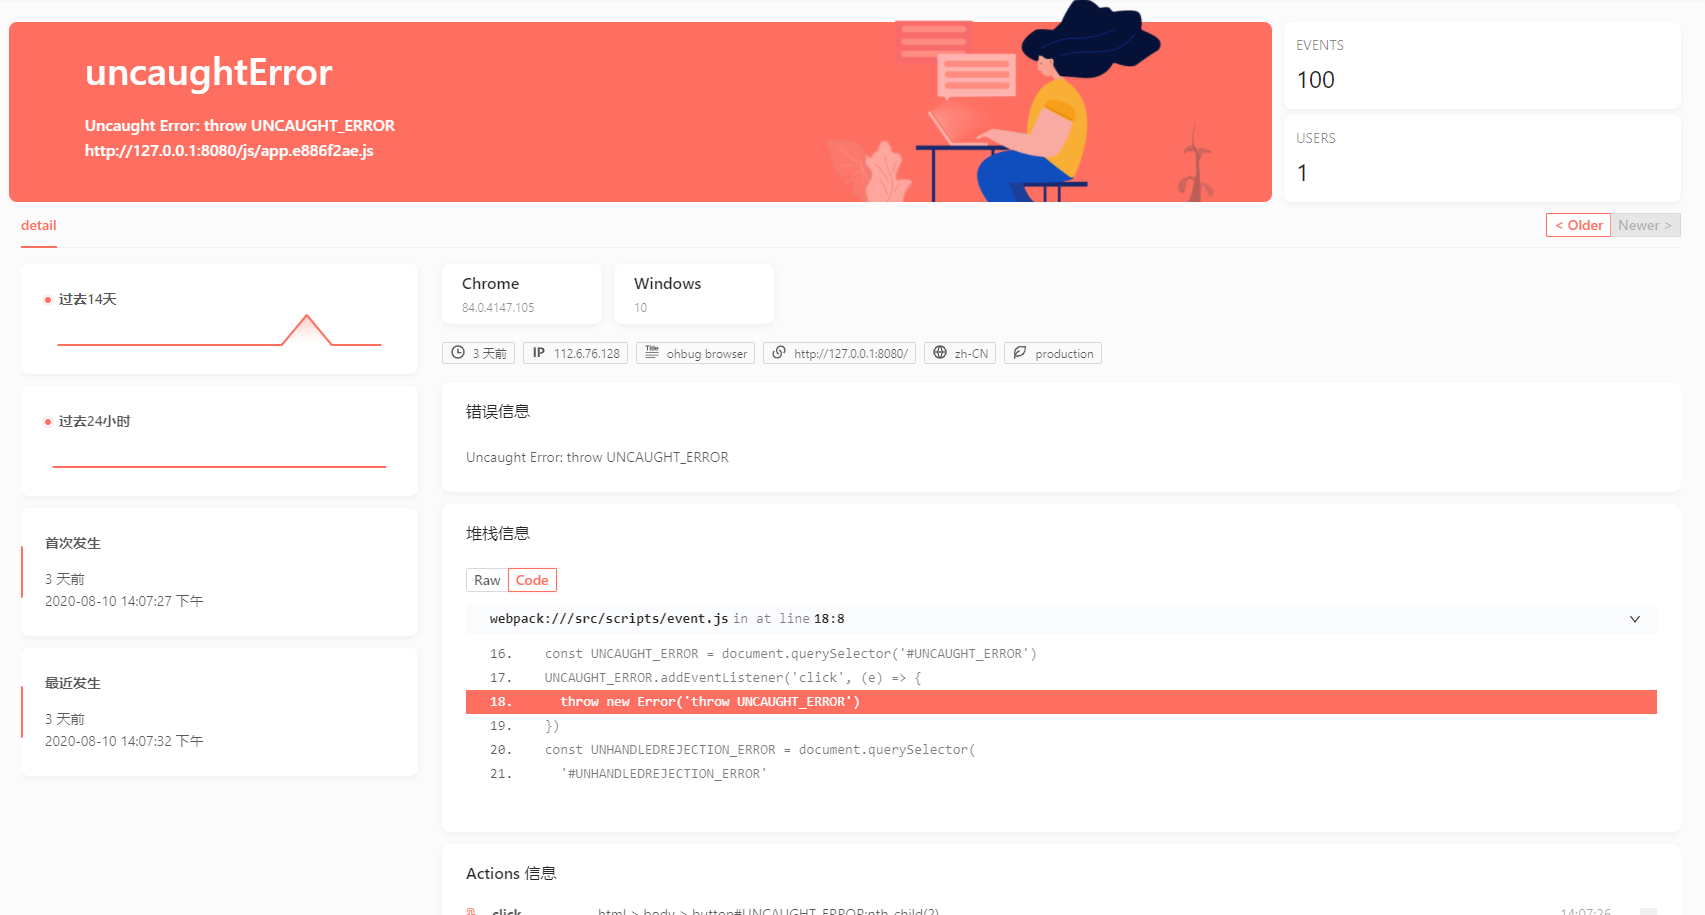 uncaughtError
Uncaught Error: throw UNCAUGHT_ERROR
http://127.0.0.1:8080/js/app.e886f2ae.js
EVENTS
100
USERS
1
detail
< Older
Newer >
过去14天
过去24小时
首次发生
3 天前
2020-08-10 14:07:27 下午
最近发生
3 天前
2020-08-10 14:07:32 下午
Chrome
84.0.4147.105
Windows
10
3 天前
IP 112.6.76.128
Title ohbug browser
http://127.0.0.1:8080/
zh-CN
production
错误信息
Uncaught Error: throw UNCAUGHT_ERROR
堆栈信息
Raw
Code
webpack:///src/scripts/event.js in at line 18:8
16. const UNCAUGHT_ERROR = document.querySelector('#UNCAUGHT_ERROR')
17. UNCAUGHT_ERROR.addEventListener('click', (e) => {
18. throw new Error('throw UNCAUGHT_ERROR')
19. })
20. const UNHANDLEDREJECTION_ERROR = document.querySelector(
21. '#UNHANDLEDREJECTION_ERROR'
Actions 信息
click html > body > button#UNCAUGHT_ERROR:nth-child(2) 14:07:26